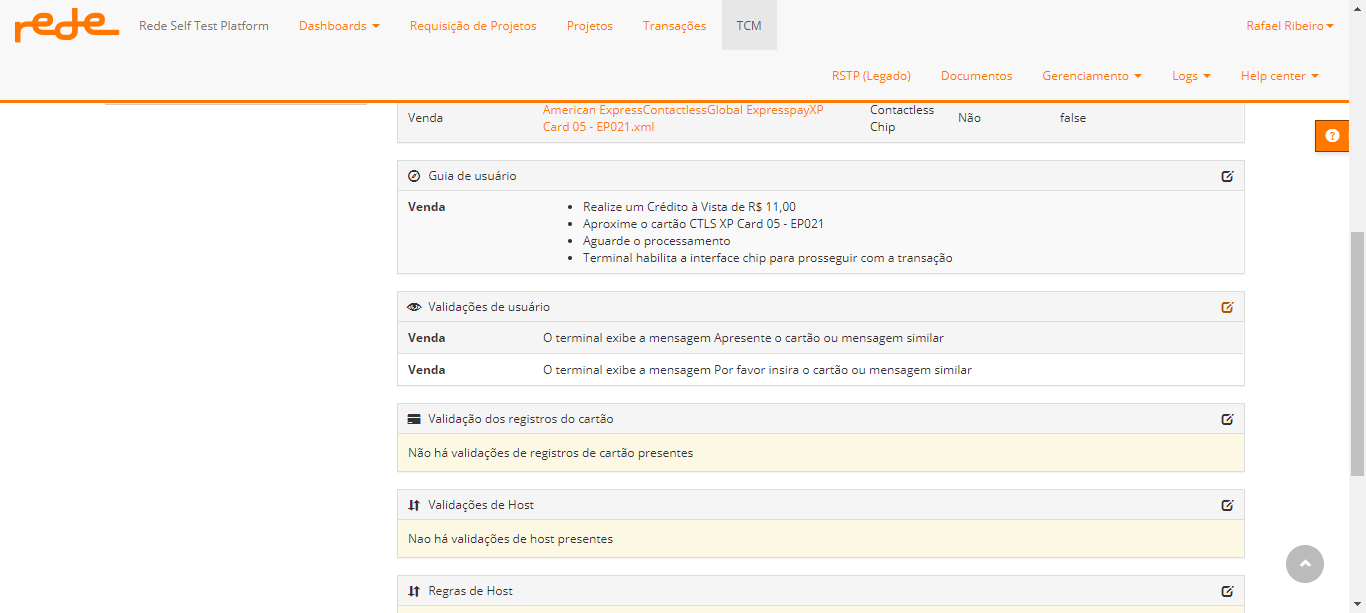 rede Rede Self Test Platform Dashboards Requisição de Projetos Projetos Transações TCM Rafael Ribeiro
RSTP (Legado) Documentos Gerenciamento Logs Help center
Venda American ExpressContactlessGlobal ExpresspayXP Contactless Não false
Card 05 - EP021.xml Chip
Guia de usuário
Venda
Realize um Crédito à Vista de R$ 11,00
Aproxime o cartão CTLS XP Card 05 - EP021
Aguarde o processamento
Terminal habilita a interface chip para prosseguir com a transação
Validações de usuário
Venda O terminal exibe a mensagem Apresente o cartão ou mensagem similar
Venda O terminal exibe a mensagem Por favor insira o cartão ou mensagem similar
Validação dos registros do cartão
Não há validações de registros de cartão presentes
Validações de Host
Nao há validações de host presentes
Regras de Host